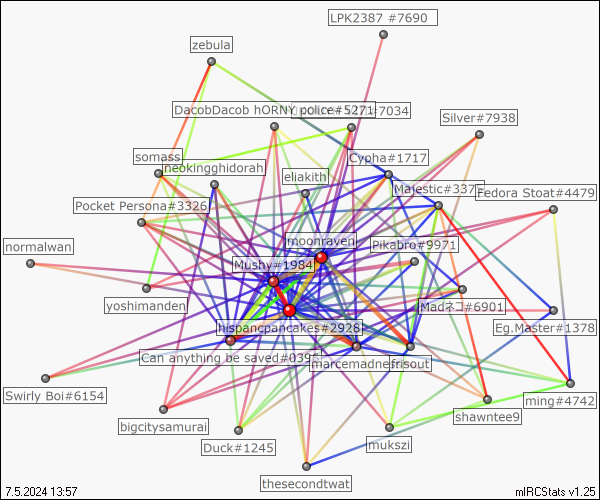 LPK2387 #7690
zebula
DacobDacob hORNY police#5271
7034
Silver#7938
somass
neokingghidorah
Cypha#1717
eliakith
Majestic#337
Fedora Stoat#4479
Pocket Persona#3326
normalwan
moonraven
Pikabro#9971
Mushy#1984
yoshimanden
Madネコ#6901
hispancpancakes#2928
Eg.Master#1378
Can anything be saved#0396
marcemadne
frisout
Swirly Boi#6154
ming#4742
shawntee9
bigcitysamurai
Duck#1245
mukszi
thesecondtwat
7.5.2024 13:57
mIRCStats v1.25